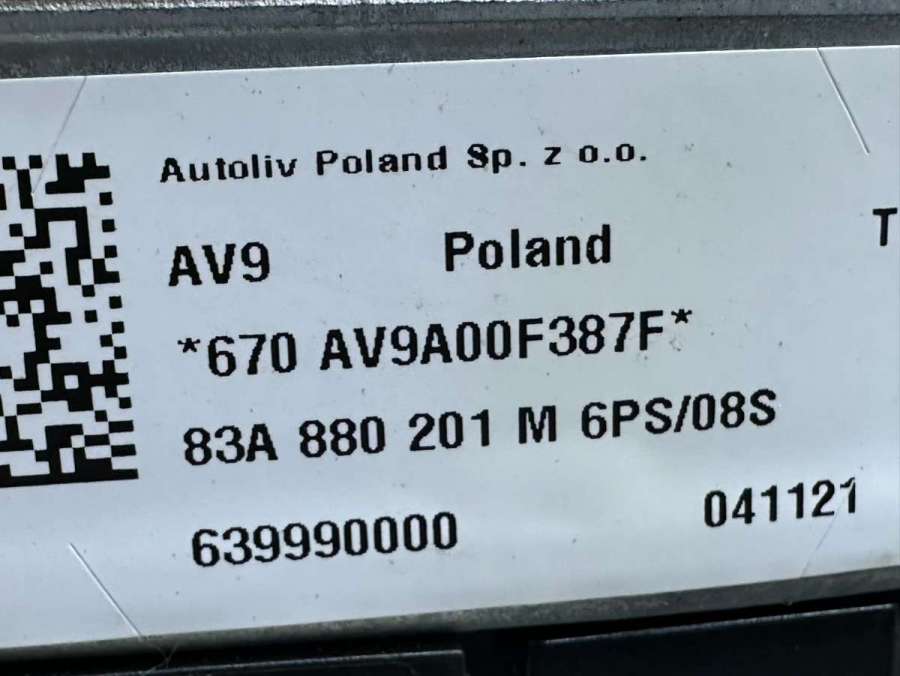 Autoliv Poland Sp. z o.o.
AV9 Poland T
*670 AV9A00F387F*
83A 880 201 M 6PS/08S
639990000 041121